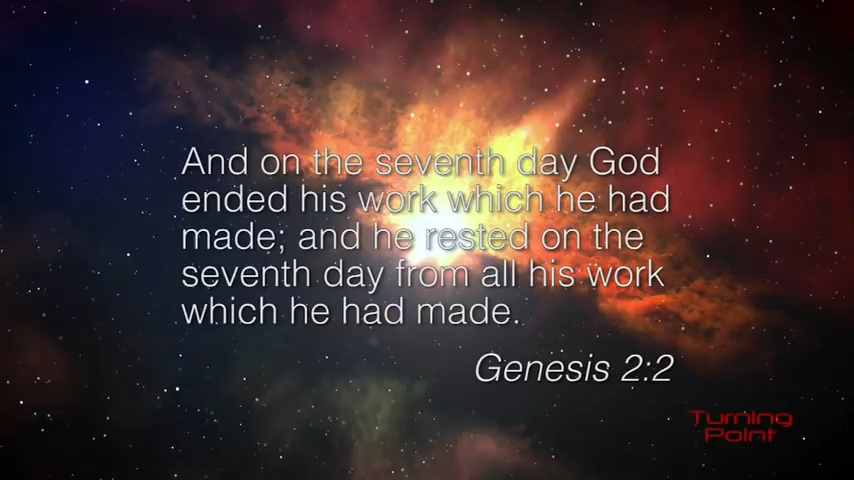 And on the seventh day God
ended his work which he had
made; and he rested on the
seventh day from all his work
which he had made.
Genesis 2:2
Turning
Point